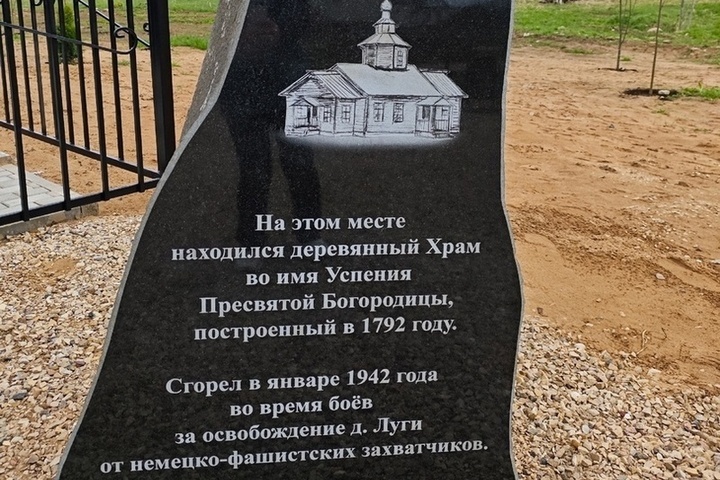 На этом месте
находился деревянный Храм
во имя Успения
Пресвятой Богородицы,
построенный в 1792 году.
Сгорел в январе 1942 года
во время боёв
за освобождение д. Луги
от немецко-фашистских захватчиков.